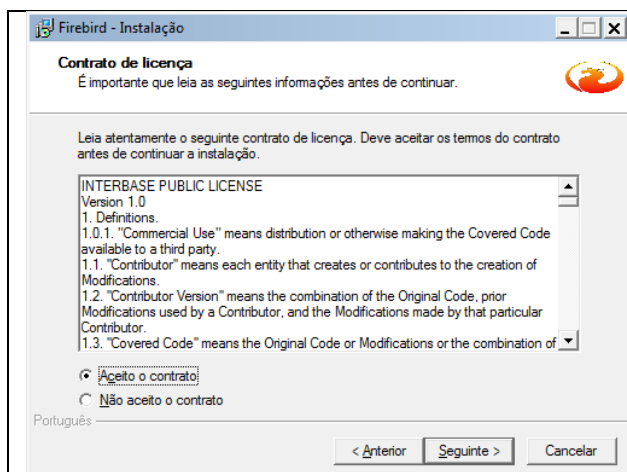 Firebird - Instalação
Contrato de licença
É importante que leia as seguintes informações antes de continuar.
Leia atentamente o seguinte contrato de licença. Deve aceitar os termos do contrato
antes de continuar a instalação.
INTERBASE PUBLIC LICENSE
Version 1.0
1. Definitions.
1.0.1. "Commercial Use" means distribution or otherwise making the Covered Code
available to a third party.
1.1. "Contributor" means each entity that creates or contributes to the creation of
Modifications.
1.2. "Contributor Version" means the combination of the Original Code, prior
Modifications used by a Contributor, and the Modifications made by that particular
Contributor.
1.3. "Covered Code" means the Original Code or Modifications or the combination of
Aceito o contrato
Não aceito o contrato
Português
< Anterior Seguinte > Cancelar